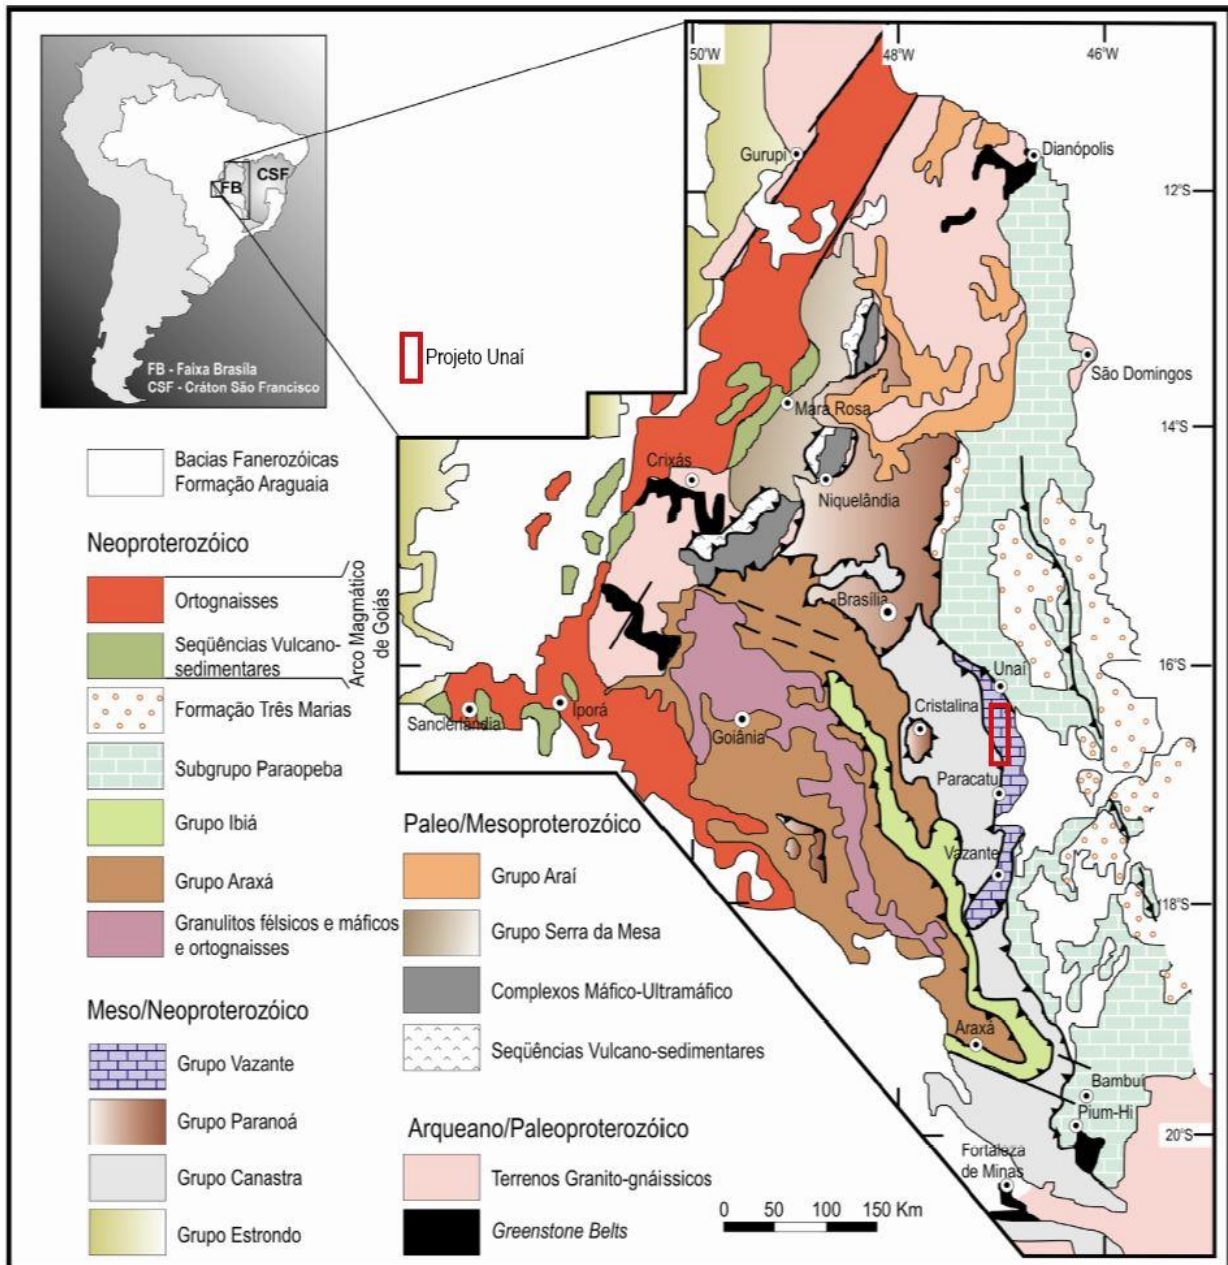 50°W
48°W
46°W
12°S
14°S
16°S
18°S
20°S
FB
CSF
FB - Faixa Brasíla
CSF - Cráton São Francisco
Projeto Unaí
Gurupi
Dianópolis
São Domingos
Mara Rosa
Crixás
Niquelândia
Brasília
Unaí
Cristalina
Sanclerlândia
Iporá
Goiânia
Paracatu
Vazante
Araxá
Bambuí
Pium-Hi
Fortaleza
de Minas
Bacias Fanerozóicas
Formação Araguaia
Neoproterozóico
Ortognaisses
Seqüências Vulcano-
sedimentares
Arco Magmático
de Goiás
Formação Três Marias
Subgrupo Paraopeba
Grupo Ibiá
Grupo Araxá
Granulitos félsicos e máficos
e ortognaisses
Meso/Neoproterozóico
Grupo Vazante
Grupo Paranoá
Grupo Canastra
Grupo Estrondo
Paleo/Mesoproterozóico
Grupo Araí
Grupo Serra da Mesa
Complexos Máfico-Ultramáfico
Seqüências Vulcano-sedimentares
Arqueano/Paleoproterozóico
Terrenos Granito-gnáissicos
Greenstone Belts
0 50 100 150 Km